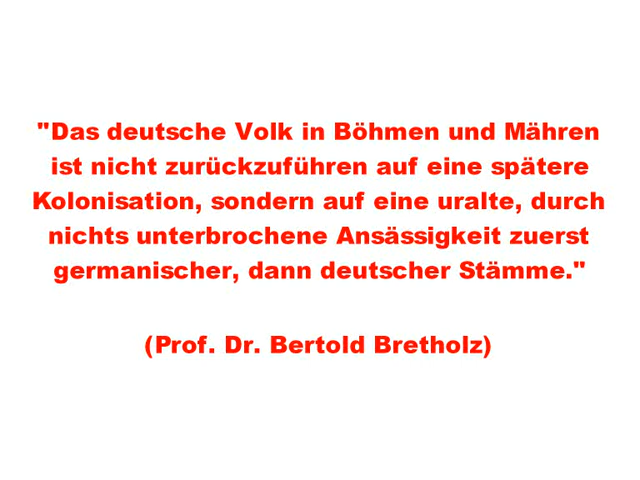 "Das deutsche Volk in Böhmen und Mähren
ist nicht zurückzuführen auf eine spätere
Kolonisation, sondern auf eine uralte, durch
nichts unterbrochene Ansässigkeit zuerst
germanischer, dann deutscher Stämme."
(Prof. Dr. Bertold Bretholz)